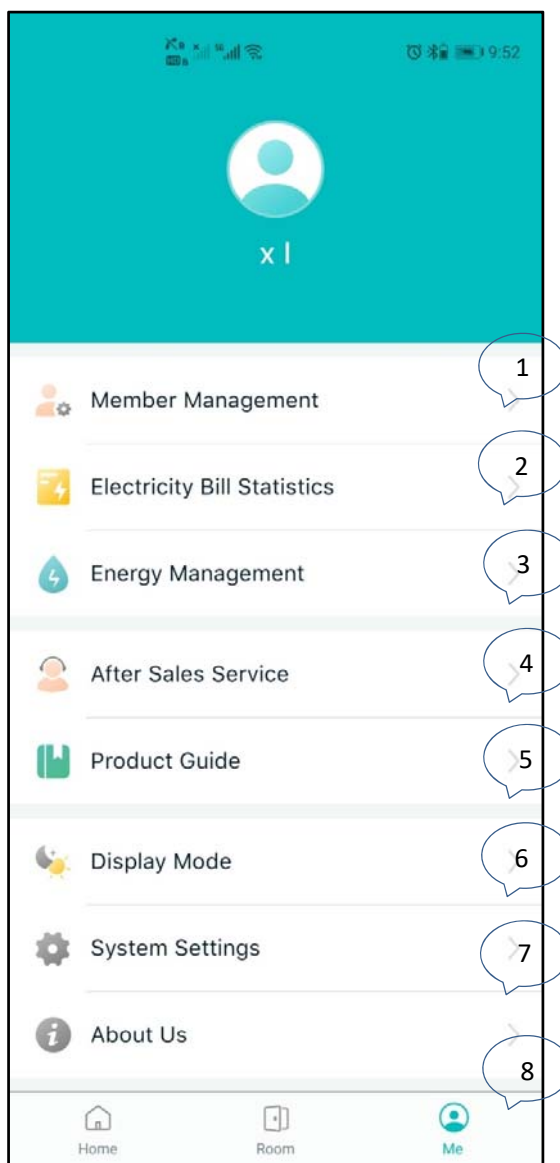 9:52
x l
1
Member Management
2
Electricity Bill Statistics
3
Energy Management
4
After Sales Service
5
Product Guide
6
Display Mode
7
System Settings
About Us
8
Home Room Me